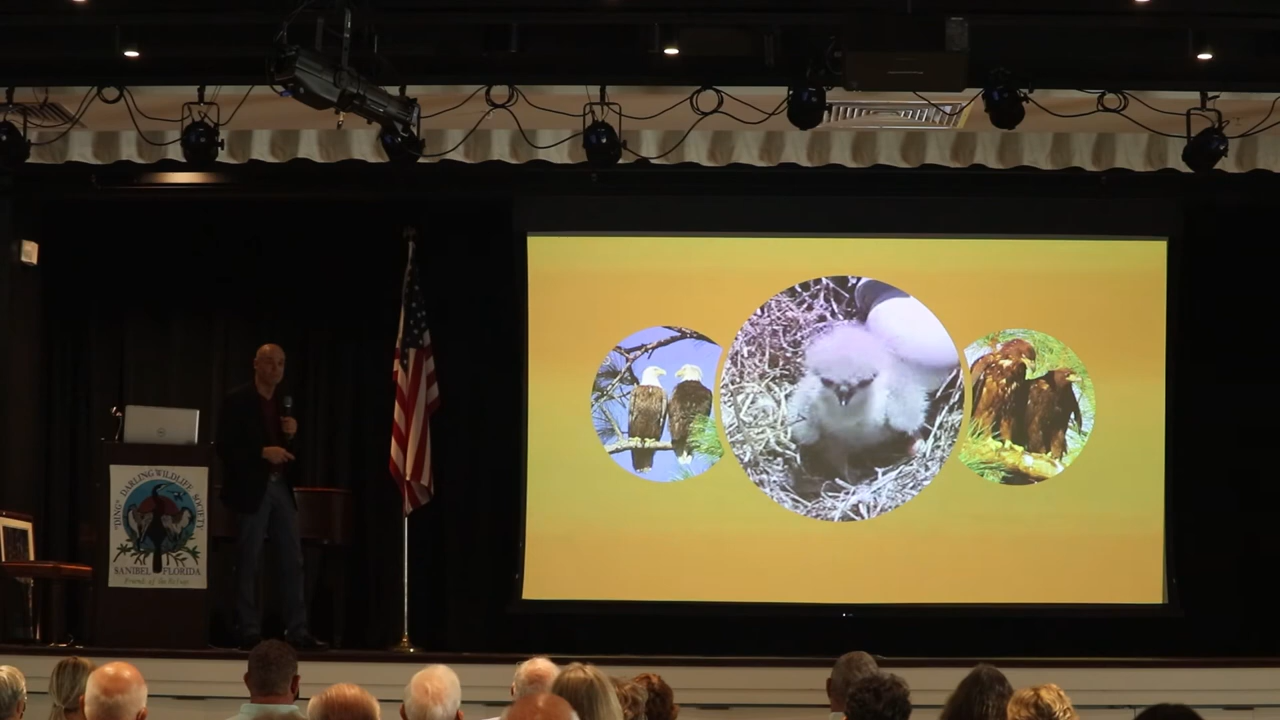 "DING" DARLING WILDLIFE SOCIETY
SANIBEL FLORIDA
Friends of the Refuge